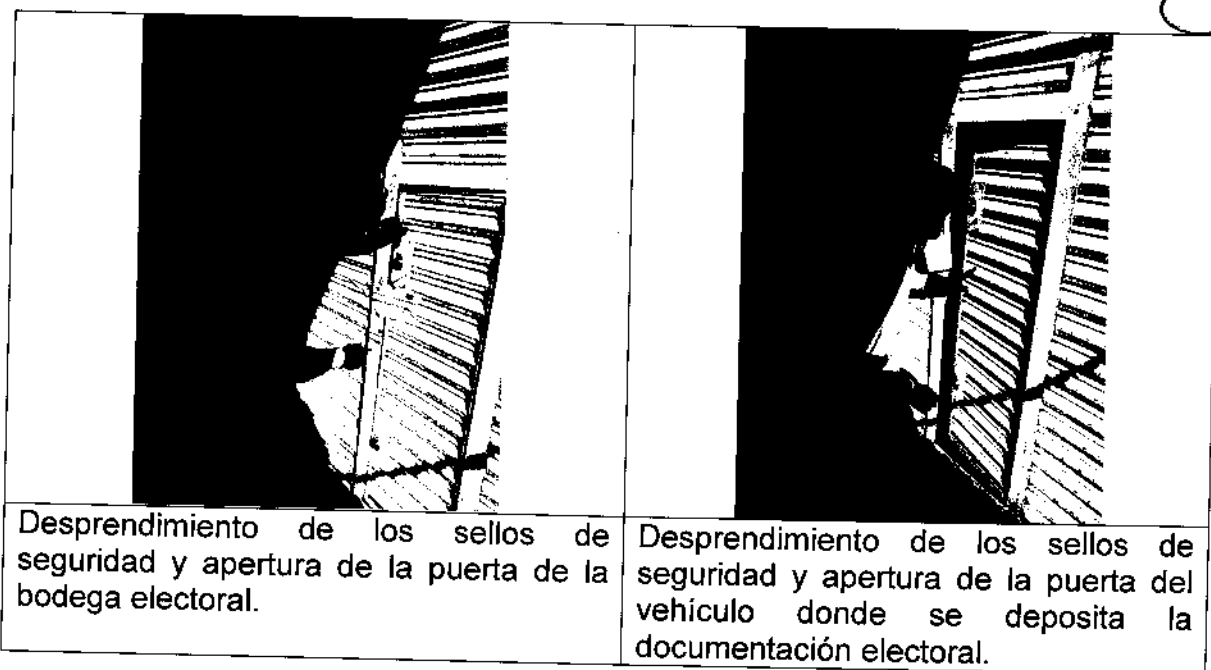 Desprendimiento de los sellos de
seguridad y apertura de la puerta de la
bodega electoral.
Desprendimiento de los sellos de
seguridad y apertura de la puerta del
vehículo donde se deposita la
documentación electoral.